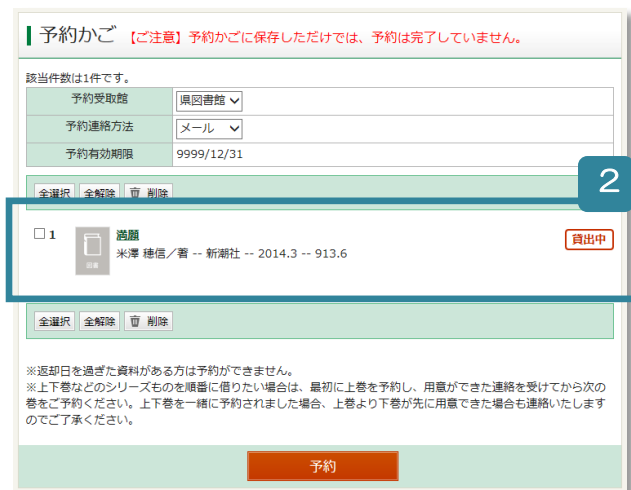 予約かご 【ご注意】予約かごに保存しただけでは、予約は完了していません。
該当件数は1件です。
予約受取館 県図書館
予約連絡方法 メール
予約有効期限 9999/12/31
2
全選択 全解除 削除
1 満願 貸出中
米澤 穂信／著 -- 新潮社 -- 2014.3 -- 913.6
図書
全選択 全解除 削除
※返却日を過ぎた資料がある方は予約ができません。
※上下巻などのシリーズものを順番に借りたい場合は、最初に上巻を予約し、用意ができた連絡を受けてから次の
巻をご予約ください。上下巻を一緒に予約されました場合、上巻より下巻が先に用意できた場合も連絡いたします
のでご了承ください。
予約